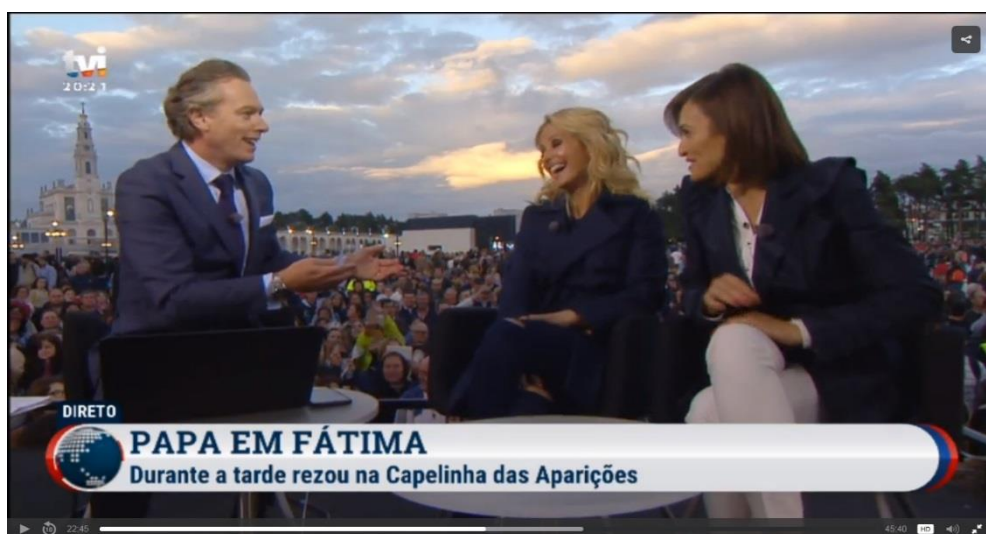 tvi
20:21
DIRETO
PAPA EM FÁTIMA
Durante a tarde rezou na Capelinha das Aparições
10
22:45
45:40
HD